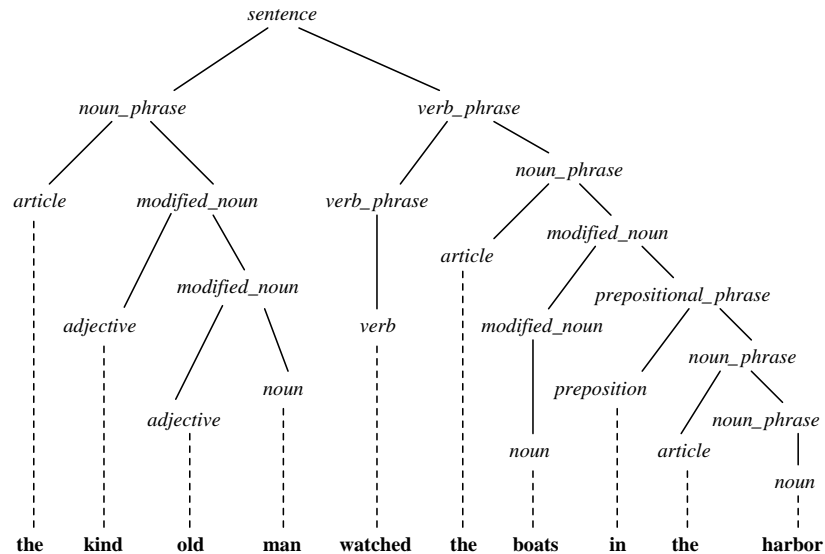 sentence
noun_phrase verb_phrase
noun_phrase
article modified_noun verb_phrase
modified_noun
article
modified_noun prepositional_phrase
adjective verb modified_noun
noun_phrase
noun preposition
adjective noun_phrase
noun article
noun
the kind old man watched the boats in the harbor